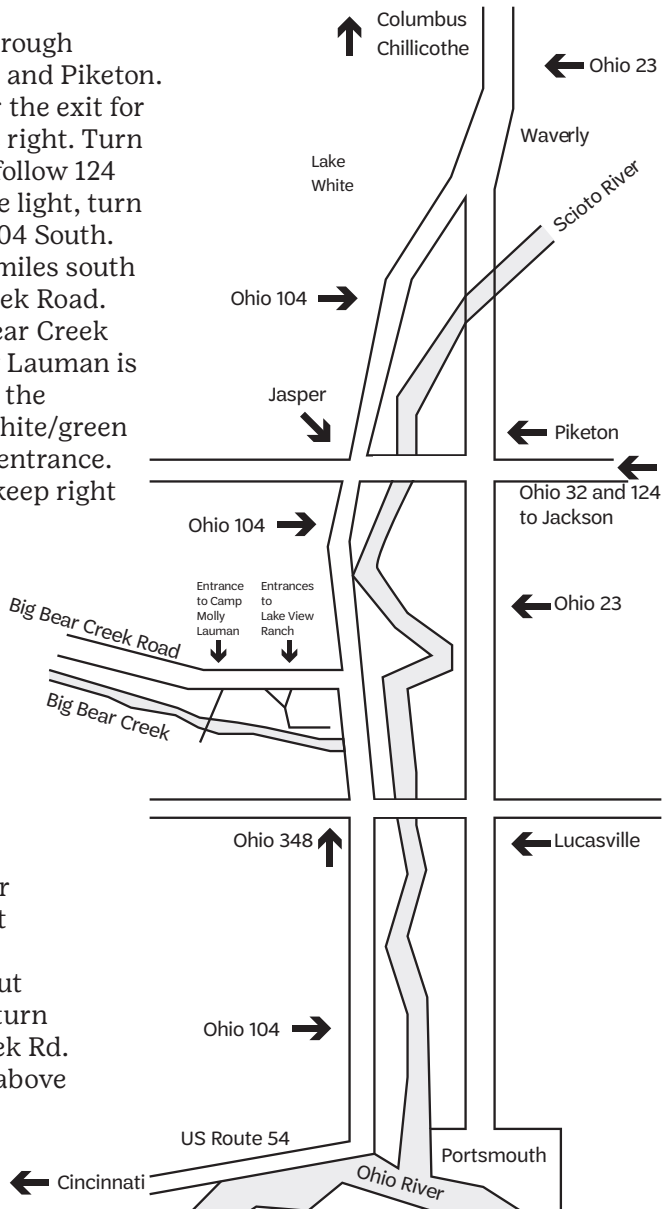 rough
and Piketon.
r the exit for
right. Turn
follow 124
e light, turn
04 South.
miles south
ek Road.
ear Creek
Lauman is
the
hite/green
entrance.
keep right
r
t
ut
turn
ek Rd.
above
Columbus
Chillicothe
Ohio 23
Waverly
Lake
White
Scioto River
Ohio 104
Jasper
Piketon
Ohio 32 and 124
to Jackson
Ohio 104
Entrance
to Camp
Molly
Lauman
Entrances
to
Lake View
Ranch
Ohio 23
Big Bear Creek Road
Big Bear Creek
Ohio 348
Lucasville
Ohio 104
US Route 54
Portsmouth
Cincinnati
Ohio River